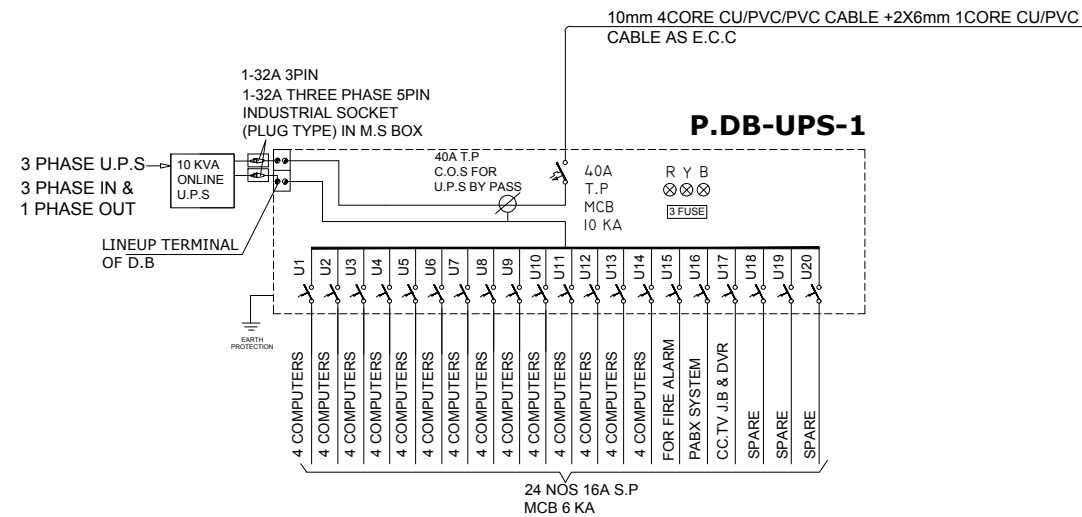 10mm 4CORE CU/PVC/PVC CABLE +2X6mm 1CORE CU/PVC
CABLE AS E.C.C
1-32A 3PIN
1-32A THREE PHASE 5PIN
INDUSTRIAL SOCKET
(PLUG TYPE) IN M.S BOX
P.DB-UPS-1
3 PHASE U.P.S
3 PHASE IN &
1 PHASE OUT
10 KVA
ONLINE
U.P.S
40A T.P
C.O.S FOR
U.P.S BY PASS
40A
T.P
MCB
10 KA
R Y B
3 FUSE
LINEUP TERMINAL
OF D.B
U1
U2
U3
U4
U5
U6
U7
U8
U9
U10
U11
U12
U13
U14
U15
U16
U17
U18
U19
U20
EARTH
PROTECTION
4 COMPUTERS
4 COMPUTERS
4 COMPUTERS
4 COMPUTERS
4 COMPUTERS
4 COMPUTERS
4 COMPUTERS
4 COMPUTERS
4 COMPUTERS
4 COMPUTERS
4 COMPUTERS
4 COMPUTERS
4 COMPUTERS
4 COMPUTERS
FOR FIRE ALARM
PABX SYSTEM
CC.TV J.B & DVR
SPARE
SPARE
SPARE
24 NOS 16A S.P
MCB 6 KA